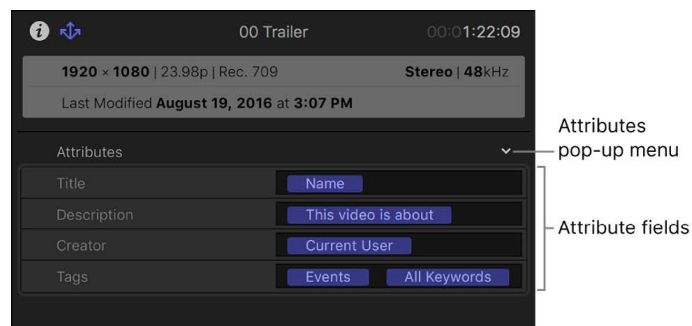 00 Trailer 00:01:22:09
1920 × 1080 | 23.98p | Rec. 709 Stereo | 48kHz
Last Modified August 19, 2016 at 3:07 PM
Attributes
Attributes
pop-up menu
Title Name
Description This video is about
Attribute fields
Creator Current User
Tags Events All Keywords